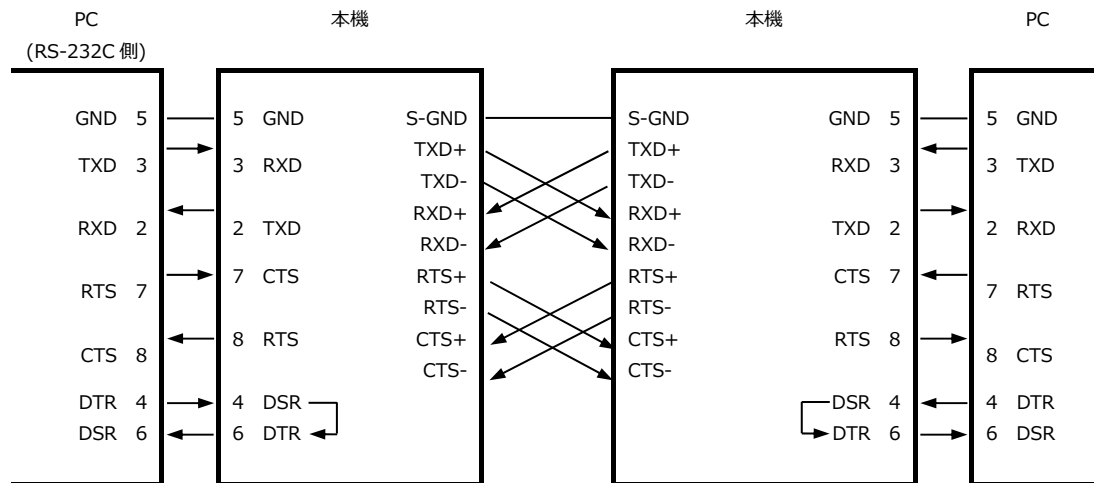 PC 本機 本機 PC
(RS-232C 側)
GND 5 5 GND S-GND S-GND GND 5 5 GND
TXD+ TXD+
TXD 3 3 RXD RXD 3 3 TXD
TXD- TXD-
RXD+ RXD+
RXD 2 2 TXD TXD 2 2 RXD
RXD- RXD-
7 CTS RTS+ RTS+ CTS 7
RTS 7 7 RTS
RTS- RTS-
8 RTS CTS+ CTS+ RTS 8
CTS 8 8 CTS
CTS- CTS-
DTR 4 4 DSR DSR 4 4 DTR
DSR 6 6 DTR DTR 6 6 DSR